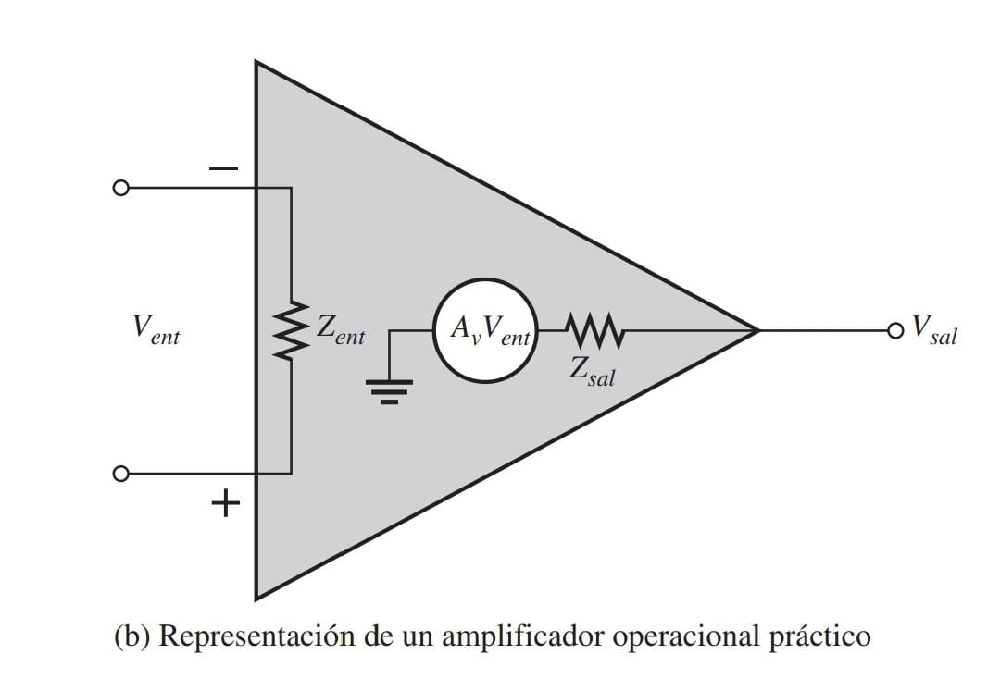 −
V_ent
Z_ent
A_vV_ent
Z_sal
V_sal
+
(b) Representación de un amplificador operacional práctico